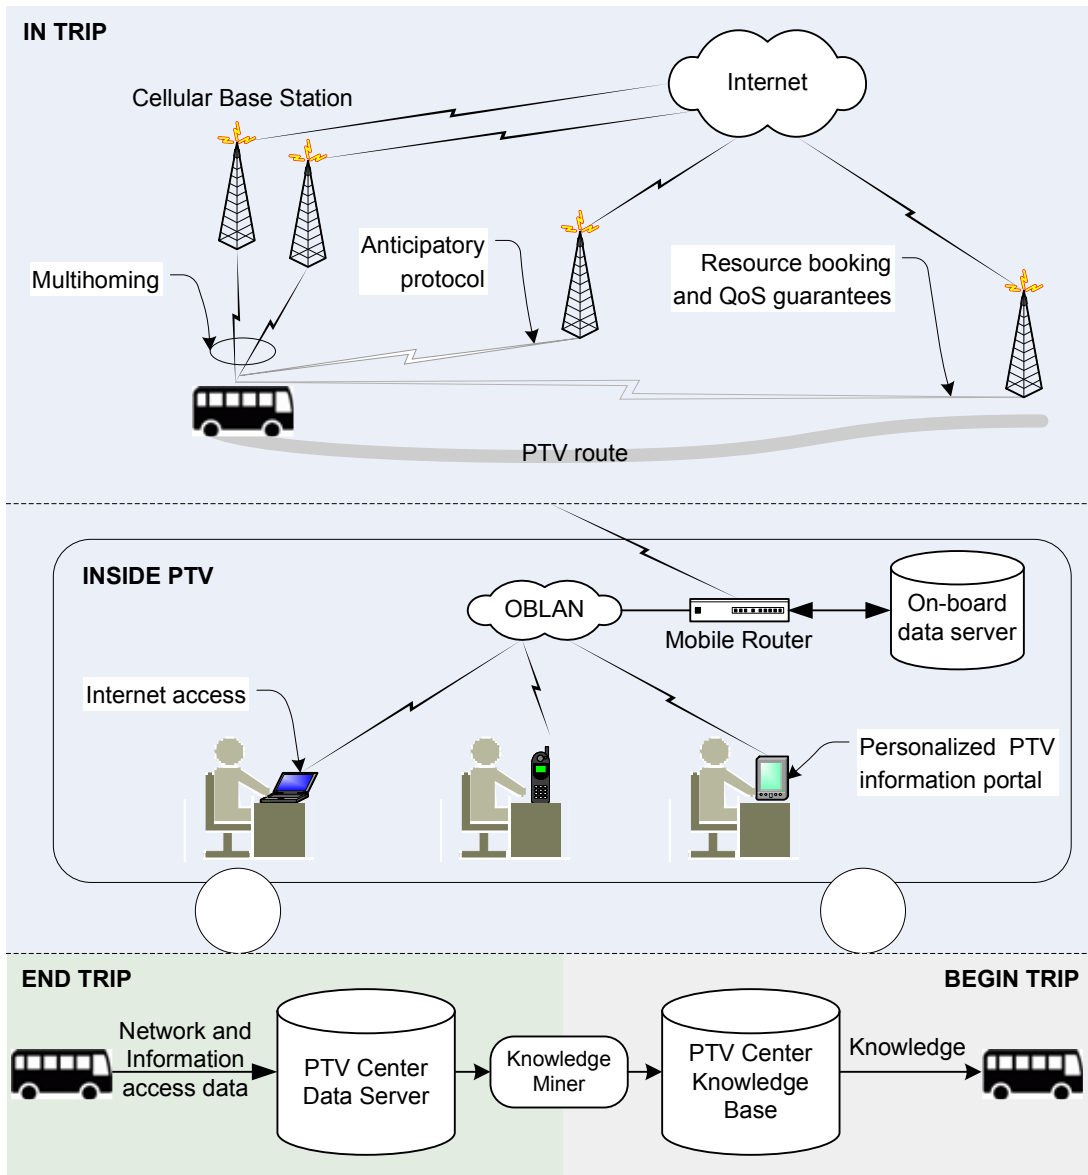 IN TRIP
Internet
Cellular Base Station
Anticipatory
protocol
Resource booking
and QoS guarantees
Multihoming
PTV route
INSIDE PTV
OBLAN
On-board
data server
Mobile Router
Internet access
Personalized PTV
information portal
END TRIP
BEGIN TRIP
Network and
Information
access data
PTV Center
Data Server
Knowledge
Miner
PTV Center
Knowledge
Base
Knowledge